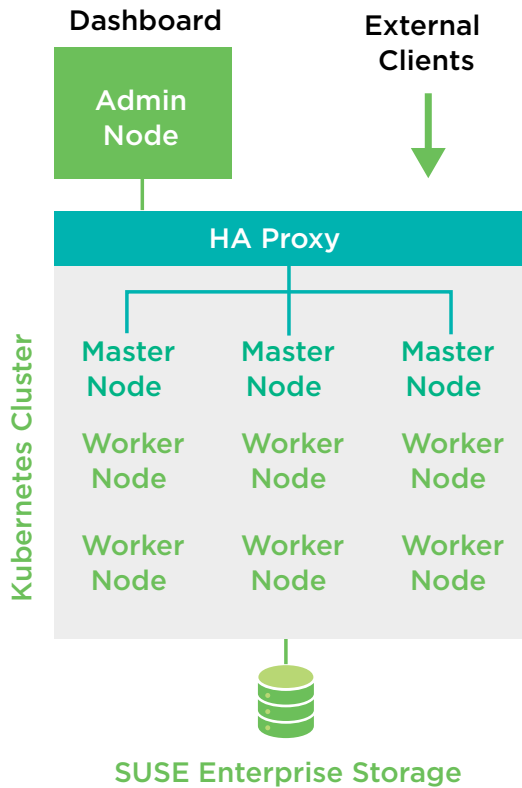 Dashboard
External
Clients
Admin
Node
HA Proxy
Kubernetes Cluster
Master
Node
Master
Node
Master
Node
Worker
Node
Worker
Node
Worker
Node
Worker
Node
Worker
Node
Worker
Node
SUSE Enterprise Storage